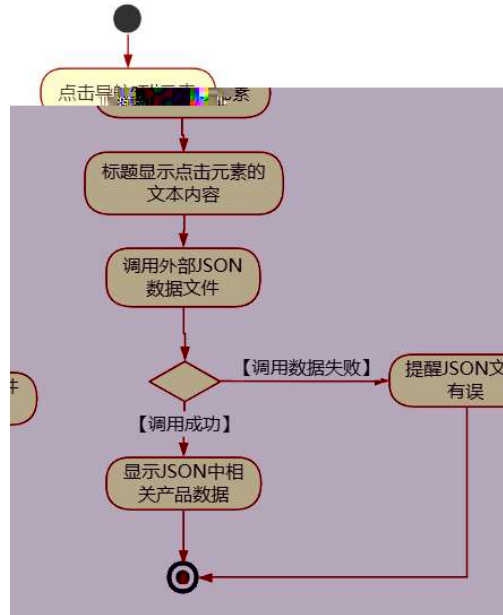 点击导
元素
标题显示点击元素的
文本内容
调用外部JSON
数据文件
【调用数据失败】
提醒JSON文
有误
件
【调用成功】
显示JSON中相
关产品数据